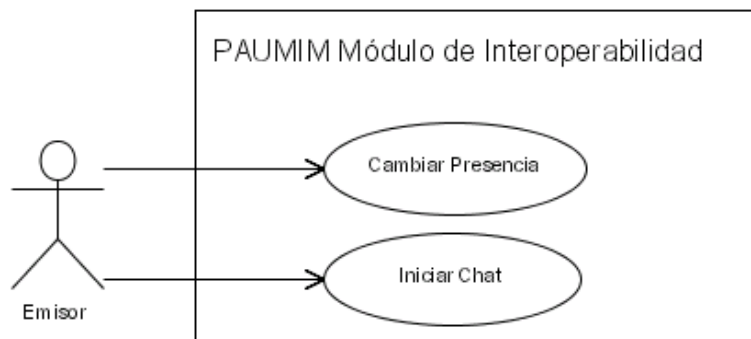 PAUMIM Módulo de Interoperabilidad
Cambiar Presencia
Iniciar Chat
Emisor